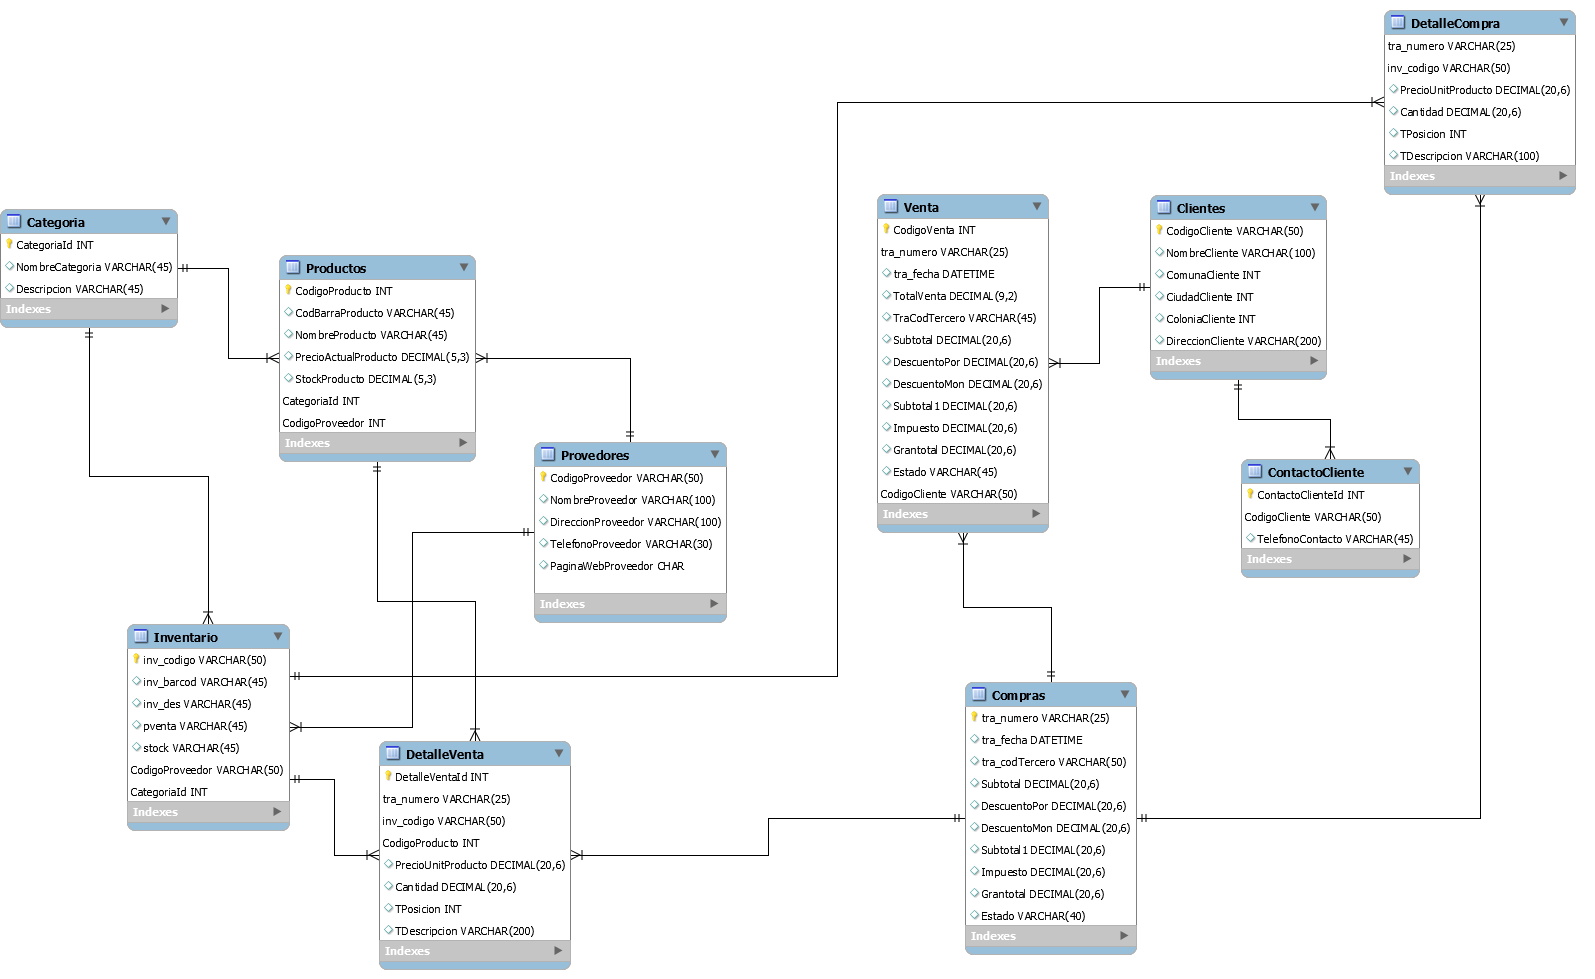 DetalleCompra
tra_numero VARCHAR(25)
inv_codigo VARCHAR(50)
PrecioUnitProducto DECIMAL(20,6)
Cantidad DECIMAL(20,6)
TPosicion INT
TDescripcion VARCHAR(100)
Indexes
Categoria
CategoriaId INT
NombreCategoria VARCHAR(45)
Descripcion VARCHAR(45)
Indexes
Productos
CodigoProducto INT
CodBarraProducto VARCHAR(45)
NombreProducto VARCHAR(45)
PrecioActualProducto DECIMAL(5,3)
StockProducto DECIMAL(5,3)
CategoriaId INT
CodigoProveedor INT
Indexes
Venta
CodigoVenta INT
tra_numero VARCHAR(25)
tra_fecha DATETIME
TotalVenta DECIMAL(9,2)
TraCodTercero VARCHAR(45)
Subtotal DECIMAL(20,6)
DescuentoPor DECIMAL(20,6)
DescuentoMon DECIMAL(20,6)
Subtotal1 DECIMAL(20,6)
Impuesto DECIMAL(20,6)
Grantotal DECIMAL(20,6)
Estado VARCHAR(45)
CodigoCliente VARCHAR(50)
Indexes
Clientes
CodigoCliente VARCHAR(50)
NombreCliente VARCHAR(100)
ComunaCliente INT
CiudadCliente INT
ColoniaCliente INT
DireccionCliente VARCHAR(200)
Indexes
Provedores
CodigoProveedor VARCHAR(50)
NombreProveedor VARCHAR(100)
DireccionProveedor VARCHAR(100)
TelefonoProveedor VARCHAR(30)
PaginaWebProveedor CHAR
Indexes
ContactoCliente
ContactoClienteId INT
CodigoCliente VARCHAR(50)
TelefonoContacto VARCHAR(45)
Indexes
Inventario
inv_codigo VARCHAR(50)
inv_barcod VARCHAR(45)
inv_des VARCHAR(45)
pventa VARCHAR(45)
stock VARCHAR(45)
CodigoProveedor VARCHAR(50)
CategoriaId INT
Indexes
DetalleVenta
DetalleVentaId INT
tra_numero VARCHAR(25)
inv_codigo VARCHAR(50)
CodigoProducto INT
PrecioUnitProducto DECIMAL(20,6)
Cantidad DECIMAL(20,6)
TPosicion INT
TDescripcion VARCHAR(200)
Indexes
Compras
tra_numero VARCHAR(25)
tra_fecha DATETIME
tra_codTercero VARCHAR(50)
Subtotal DECIMAL(20,6)
DescuentoPor DECIMAL(20,6)
DescuentoMon DECIMAL(20,6)
Subtotal1 DECIMAL(20,6)
Impuesto DECIMAL(20,6)
Grantotal DECIMAL(20,6)
Estado VARCHAR(40)
Indexes